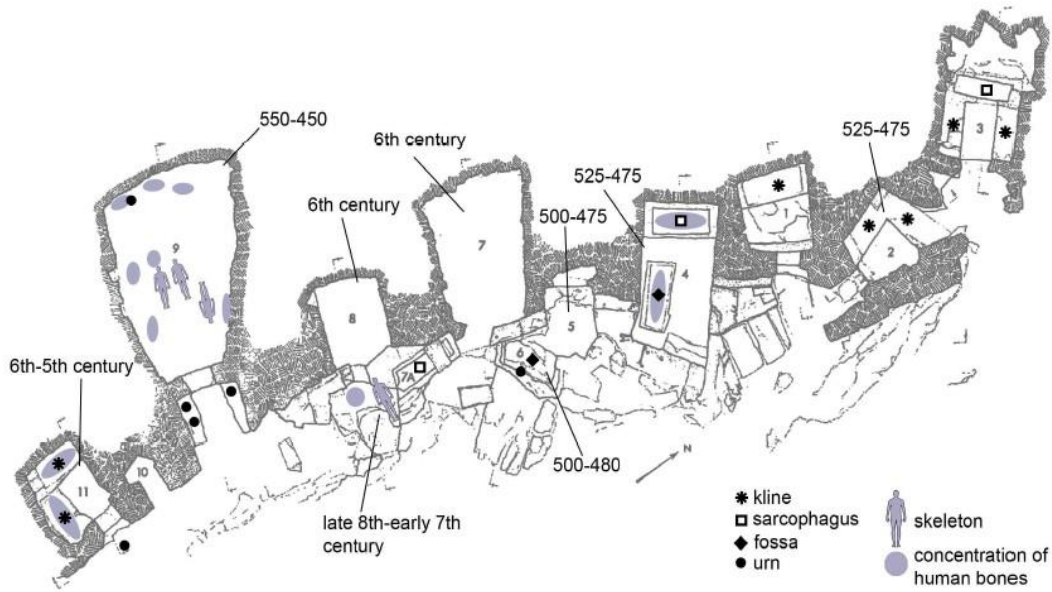 550-450
6th century
525-475
3
6th century
525-475
500-475
9
7
4
2
8
5
6th-5th century
7A
6
10
11
N
500-480
late 8th-early 7th
century
kline
sarcophagus
fossa
urn
skeleton
concentration of
human bones